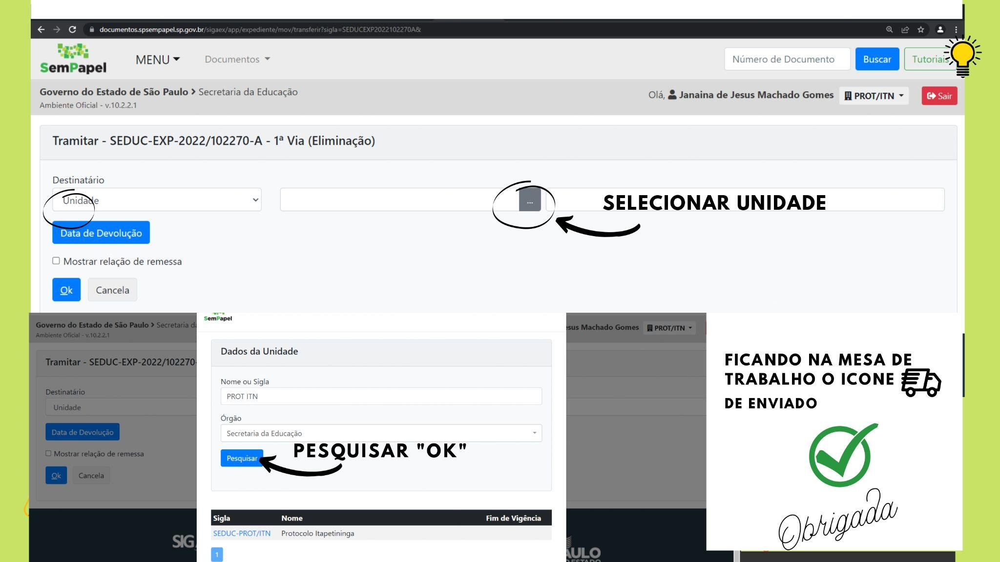 documentos.spsempapel.sp.gov.br/sigaex/app/expediente/mov/transferir?sigla=SEDUCEXP2022102270A&
SemPapel
MENU
Documentos
Número de Documento
Buscar
Tutoriais
Governo do Estado de São Paulo > Secretaria da Educação
Ambiente Oficial - v.10.2.2.1
Olá, Janaina de Jesus Machado Gomes
PROT/ITN
Sair
Tramitar - SEDUC-EXP-2022/102270-A - 1ª Via (Eliminação)
Destinatário
Unidade
...
SELECIONAR UNIDADE
Data de Devolução
Mostrar relação de remessa
Ok
Cancela
Governo do Estado de São Paulo > Secretaria da
Ambiente Oficial - v.10.2.2.1
Tramitar - SEDUC-EXP-2022/102270-
Destinatário
Unidade
Data de Devolução
Mostrar relação de remessa
Ok
Cancela
SIG
SemPapel
Dados da Unidade
Nome ou Sigla
PROT ITN
Órgão
Secretaria da Educação
Pesquisar
PESQUISAR "OK"
Sigla Nome Fim de Vigência
SEDUC-PROT/ITN Protocolo Itapetininga
1
Machado Gomes
PROT/ITN
AULO
FICANDO NA MESA DE
TRABALHO O ICONE
DE ENVIADO
Obrigada